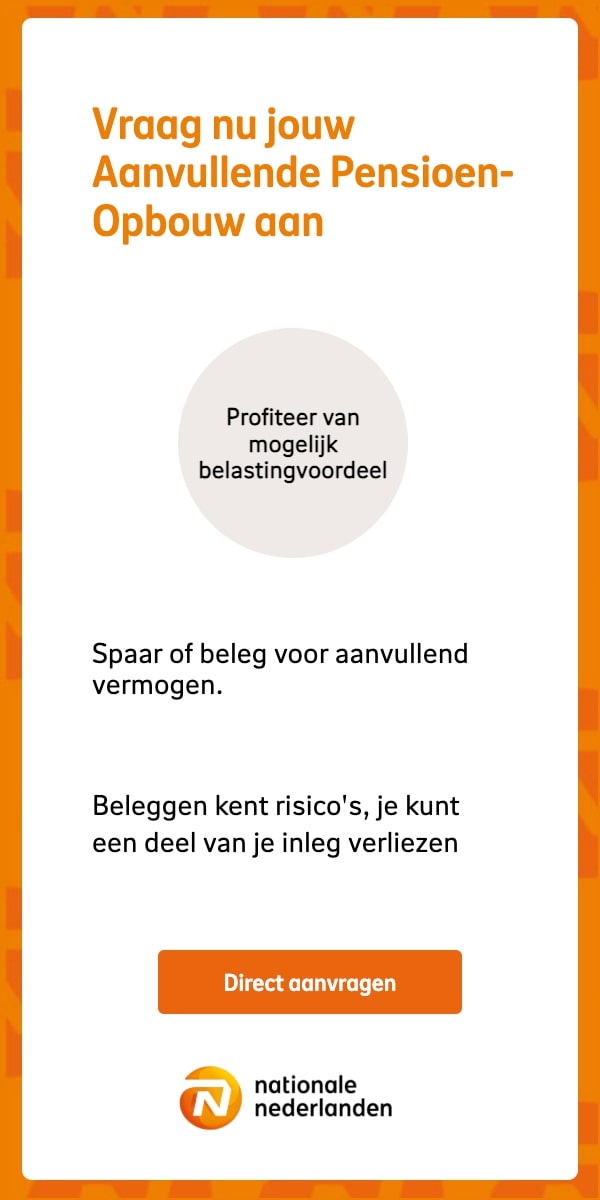 Vraag nu jouw
Aanvullende Pensioen-
Opbouw aan
Profiteer van
mogelijk
belastingvoordeel
Spaar of beleg voor aanvullend
vermogen.
Beleggen kent risico's, je kunt
een deel van je inleg verliezen
Direct aanvragen
nationale
nederlanden